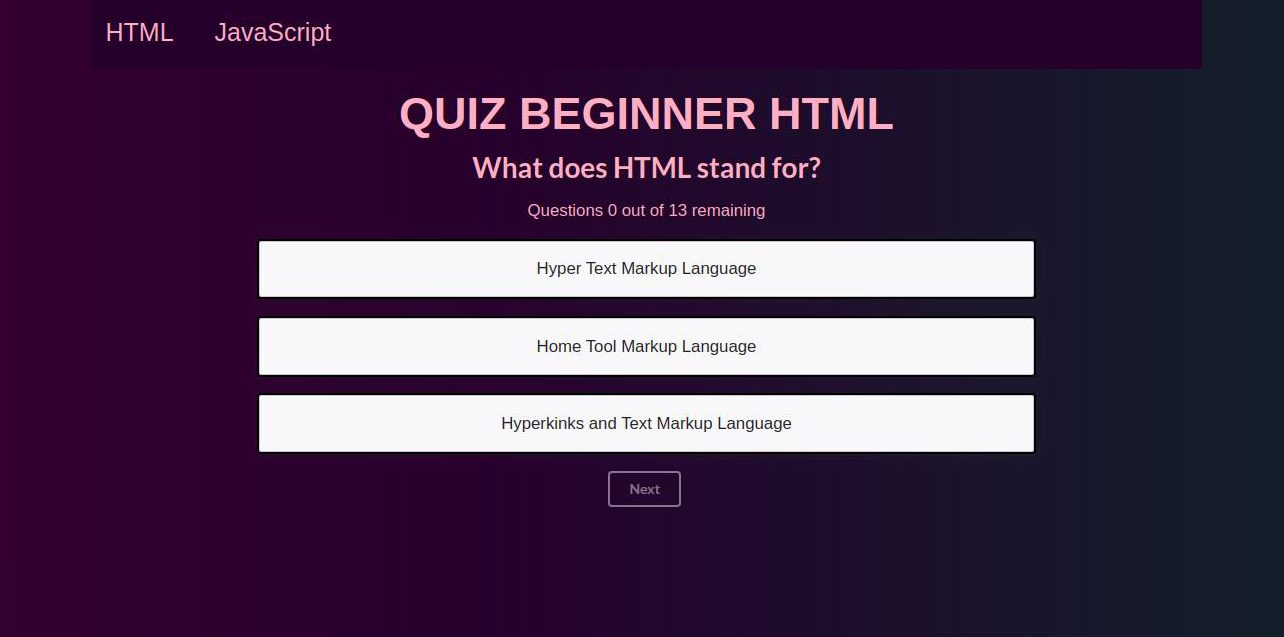 HTML JavaScript
QUIZ BEGINNER HTML
What does HTML stand for?
Questions 0 out of 13 remaining
Hyper Text Markup Language
Home Tool Markup Language
Hyperkinks and Text Markup Language
Next